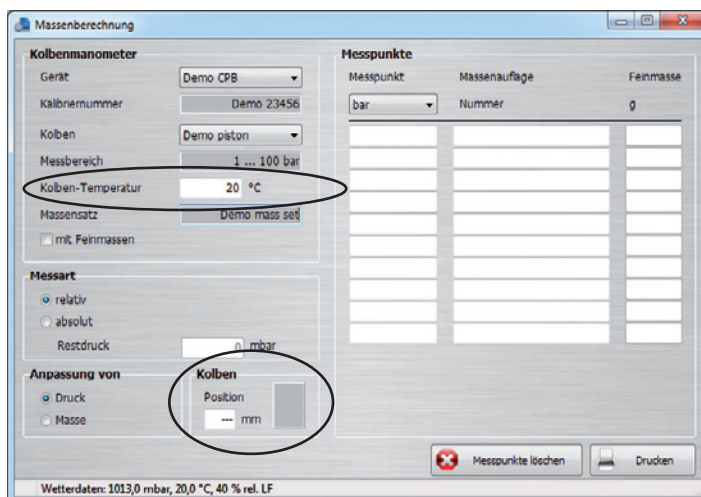 Massenberechnung
Kolbenmanometer
Gerät Demo CPB
Kalibriernummer Demo 23456
Kolben Demo piston
Messbereich 1 ... 100 bar
Kolben-Temperatur 20 °C
Massensatz Demo mass set
mit Feinmassen
Messart
relativ
absolut
Restdruck 0 mbar
Anpassung von
Druck
Masse
Kolben
Position
--- mm
Messpunkte
Messpunkt Massenauflage Feinmasse
bar Nummer g
Messpunkte löschen Drucken
Wetterdaten: 1013,0 mbar, 20,0 °C, 40 % rel. LF